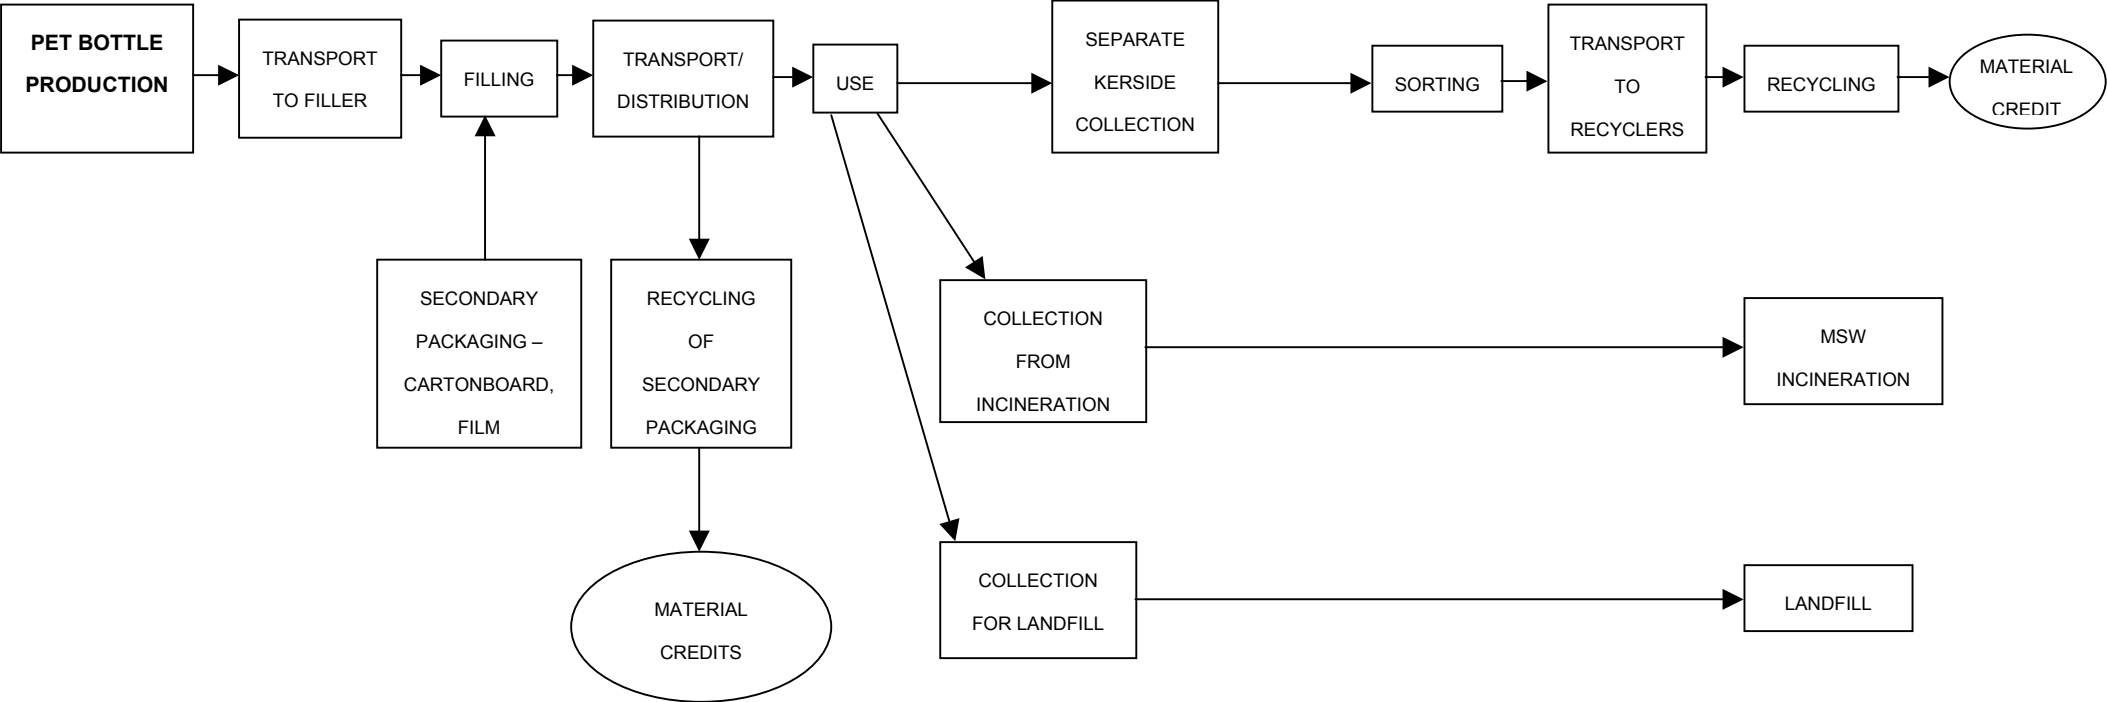 PET BOTTLE
PRODUCTION
TRANSPORT
TO FILLER
FILLING
TRANSPORT/
DISTRIBUTION
USE
SEPARATE
KERSIDE
COLLECTION
SORTING
TRANSPORT
TO
RECYCLERS
RECYCLING
MATERIAL
CREDIT
SECONDARY
PACKAGING –
CARTONBOARD,
FILM
RECYCLING
OF
SECONDARY
PACKAGING
COLLECTION
FROM
INCINERATION
MSW
INCINERATION
MATERIAL
CREDITS
COLLECTION
FOR LANDFILL
LANDFILL